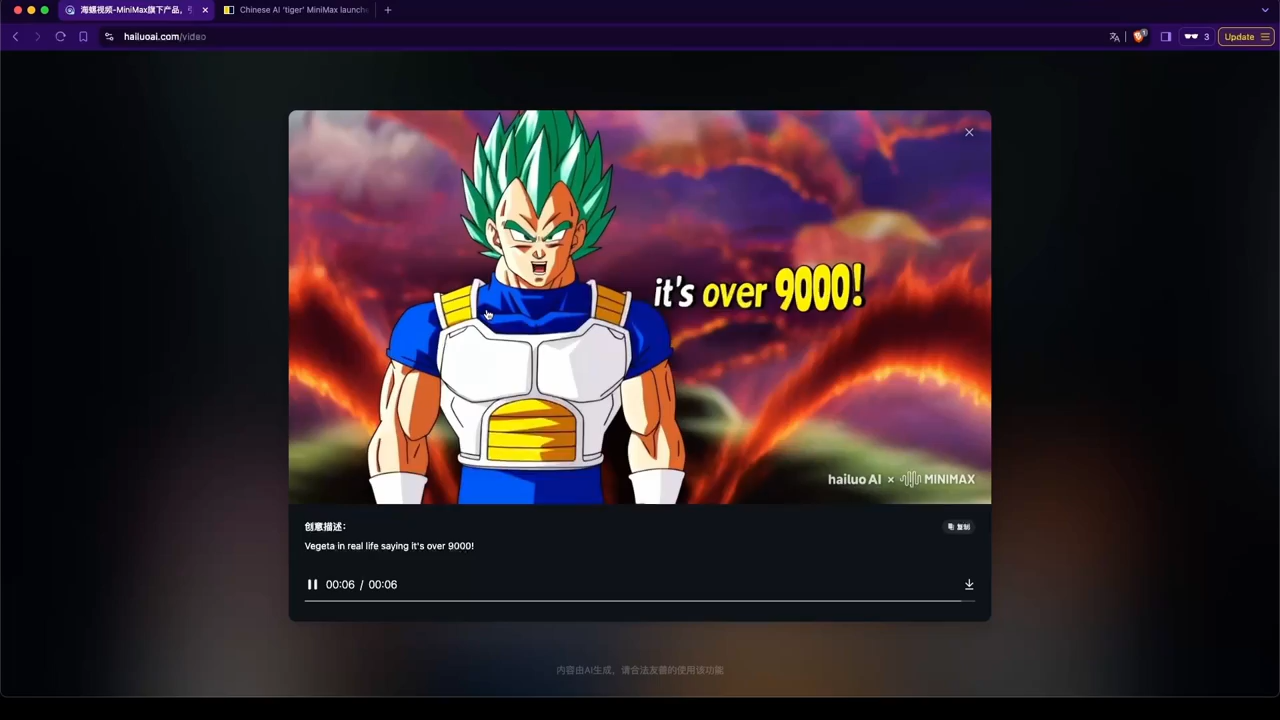 海螺视频-MiniMax旗下产品,
Chinese AI 'tiger' MiniMax launche
hailuoai.com/video
3
Update
it's over 9000!
hailuo AI × MINIMAX
创意描述:
复制
Vegeta in real life saying it's over 9000!
00:06 / 00:06
内容由AI生成，请合法友善的使用该功能